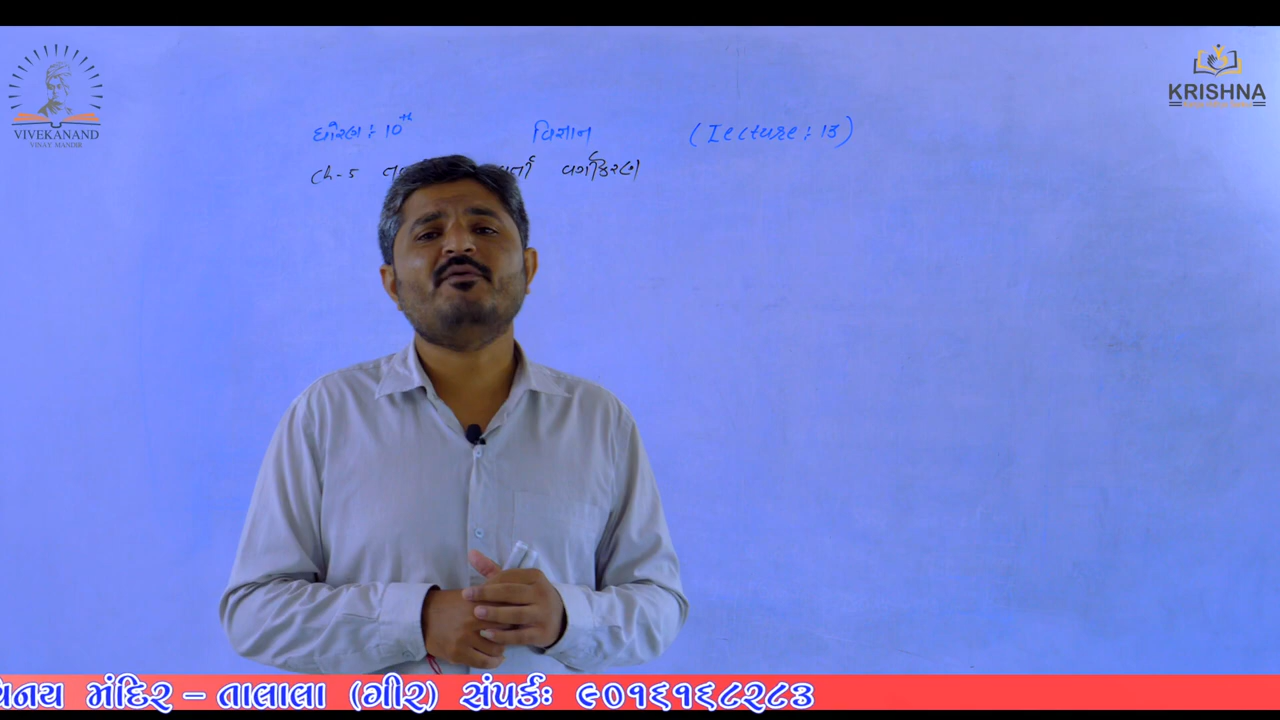 VIVEKANAND
VINAY MANDIR
KRISHNA
ધોરણ : 10th વિજ્ઞાન (Lecture : 13)
Ch-5 વર્ગીકરણ
વિનય મંદિર – તાલાલા (ગીર) સંપર્કઃ ૯૦૧૬૧૬૮૨૮૩